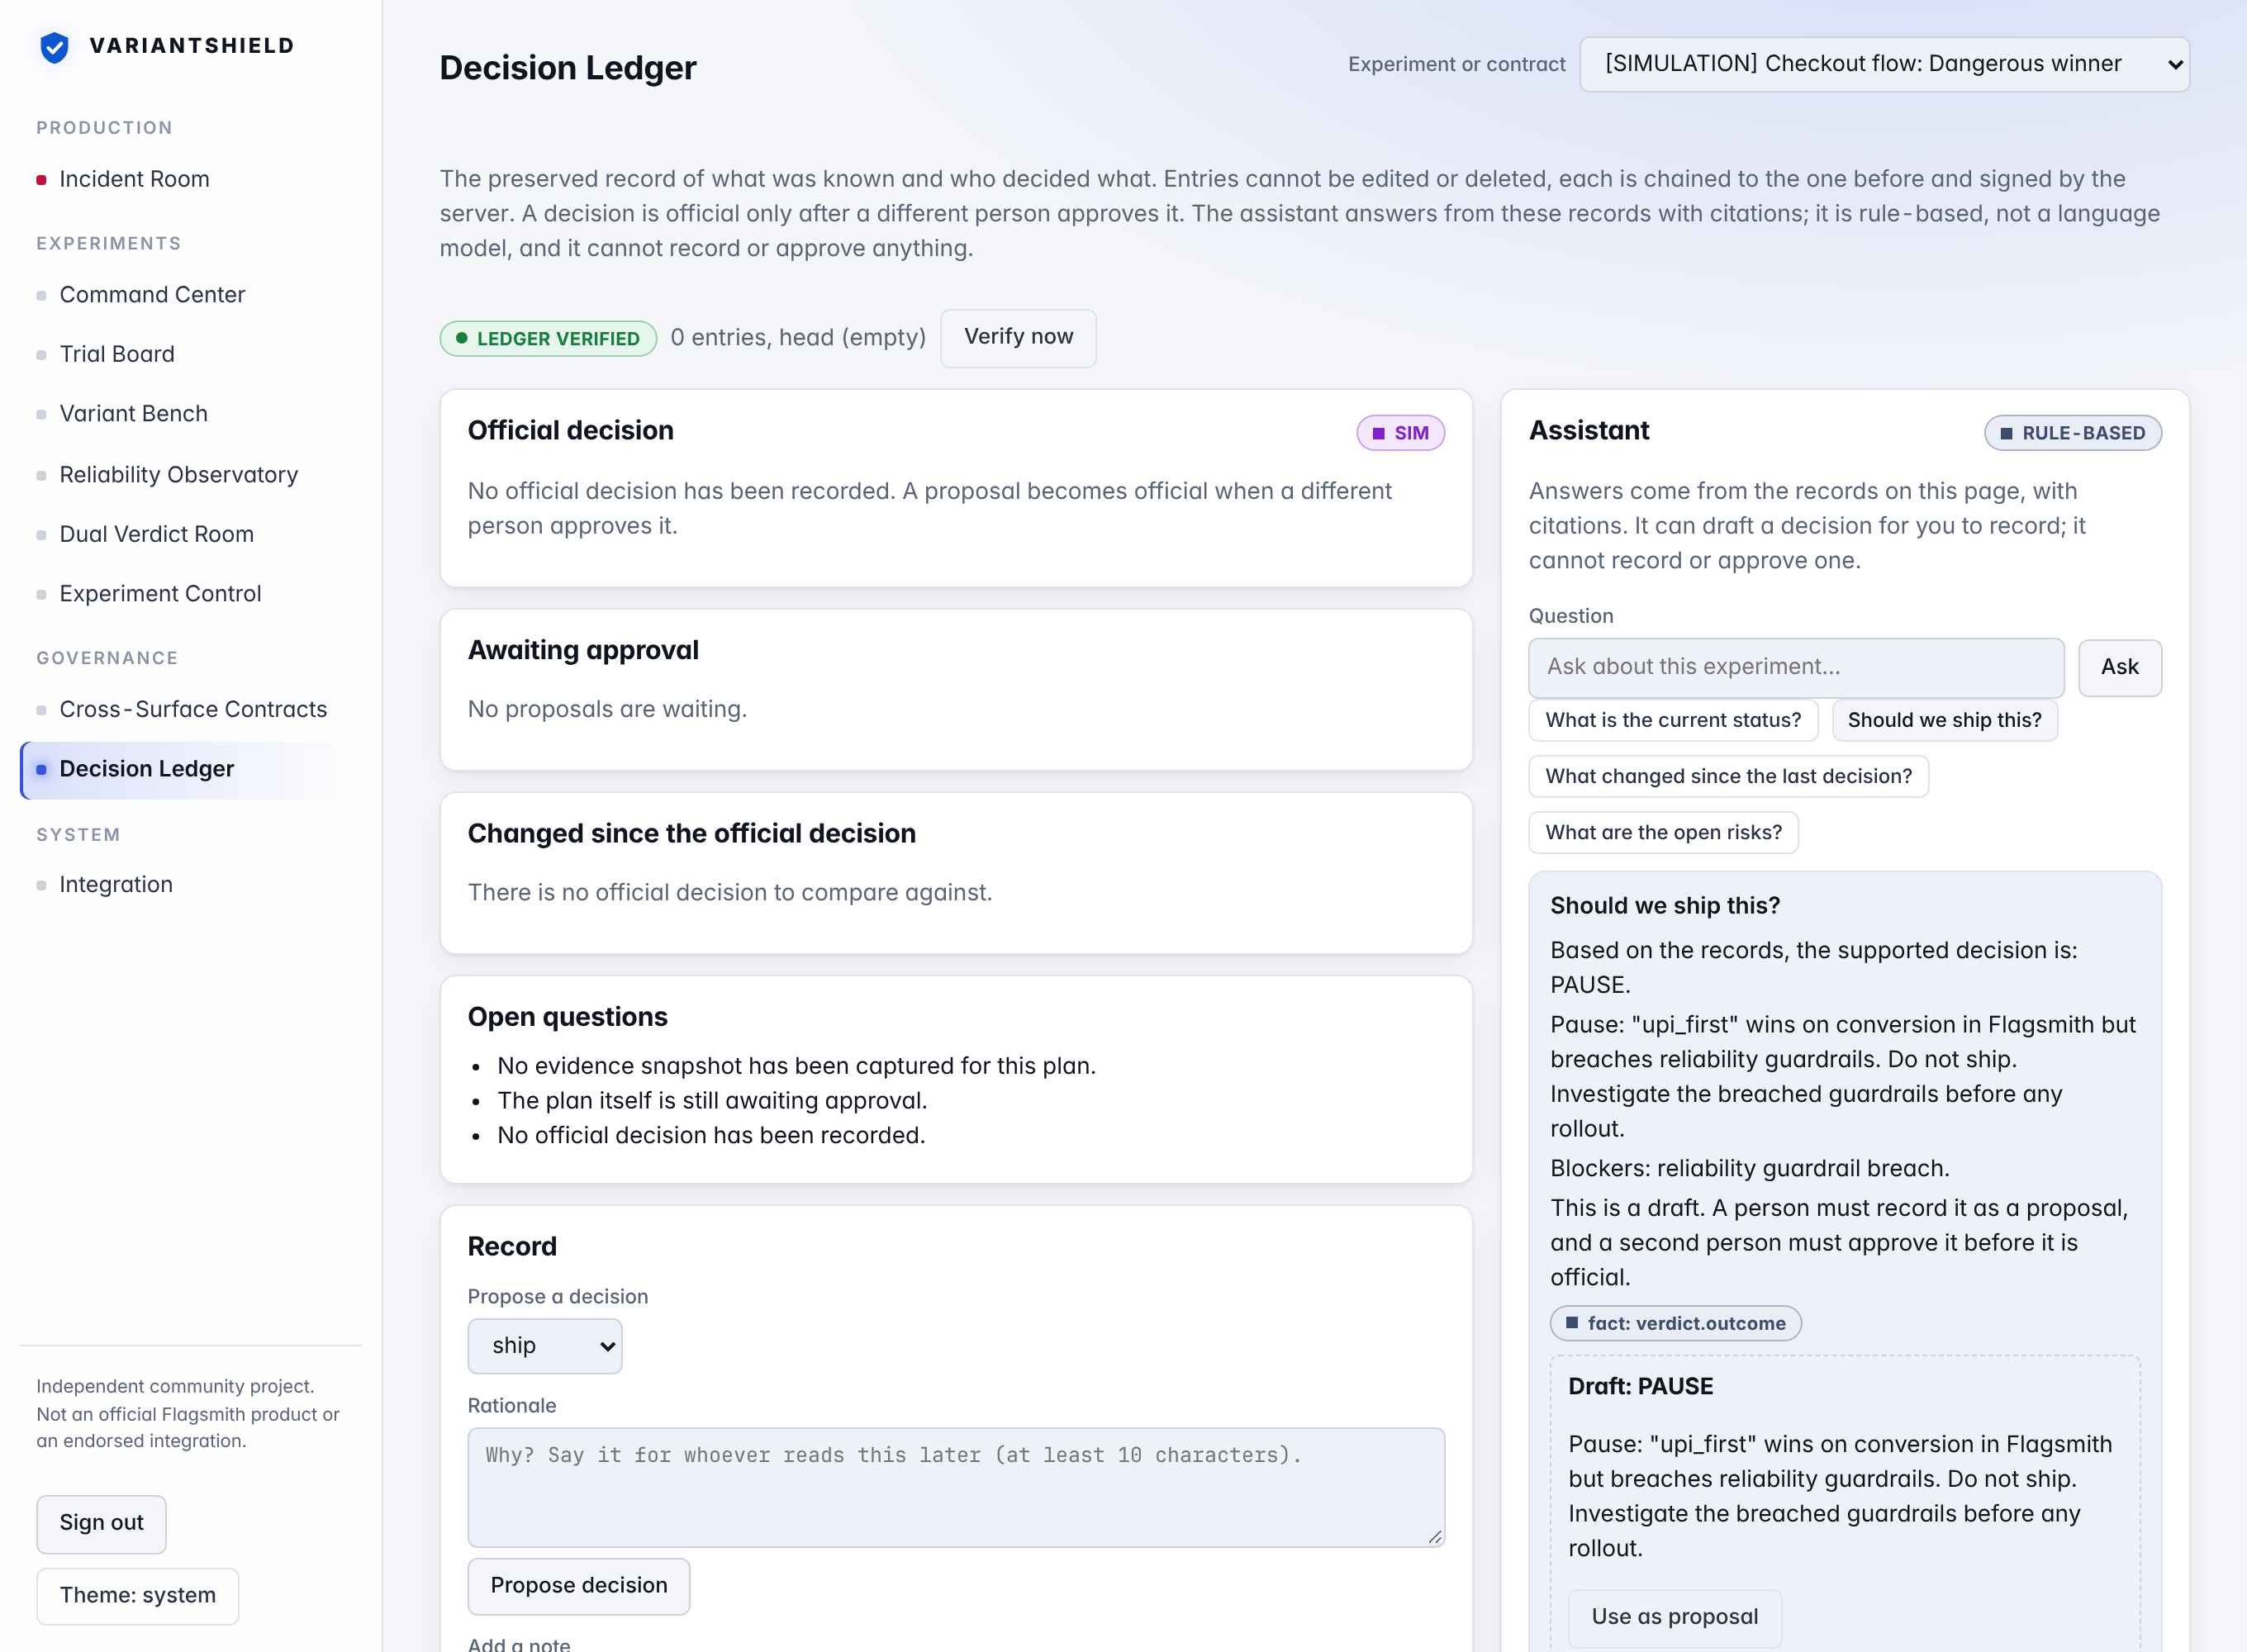 VARIANTSHIELD
PRODUCTION
Incident Room
EXPERIMENTS
Command Center
Trial Board
Variant Bench
Reliability Observatory
Dual Verdict Room
Experiment Control
GOVERNANCE
Cross-Surface Contracts
Decision Ledger
SYSTEM
Integration
Independent community project.
Not an official Flagsmith product or
an endorsed integration.
Sign out
Theme: system
Decision Ledger
Experiment or contract
[SIMULATION] Checkout flow: Dangerous winner
The preserved record of what was known and who decided what. Entries cannot be edited or deleted, each is chained to the one before and signed by the
server. A decision is official only after a different person approves it. The assistant answers from these records with citations; it is rule-based, not a language
model, and it cannot record or approve anything.
LEDGER VERIFIED
0 entries, head (empty)
Verify now
Official decision
SIM
No official decision has been recorded. A proposal becomes official when a different
person approves it.
Awaiting approval
No proposals are waiting.
Changed since the official decision
There is no official decision to compare against.
Open questions
• No evidence snapshot has been captured for this plan.
• The plan itself is still awaiting approval.
• No official decision has been recorded.
Record
Propose a decision
ship
Rationale
Why? Say it for whoever reads this later (at least 10 characters).
Propose decision
Add a note
Assistant
RULE-BASED
Answers come from the records on this page, with
citations. It can draft a decision for you to record; it
cannot record or approve one.
Question
Ask about this experiment...
Ask
What is the current status?
Should we ship this?
What changed since the last decision?
What are the open risks?
Should we ship this?
Based on the records, the supported decision is:
PAUSE.
Pause: "upi_first" wins on conversion in Flagsmith but
breaches reliability guardrails. Do not ship.
Investigate the breached guardrails before any
rollout.
Blockers: reliability guardrail breach.
This is a draft. A person must record it as a proposal,
and a second person must approve it before it is
official.
fact: verdict.outcome
Draft: PAUSE
Pause: "upi_first" wins on conversion in Flagsmith
but breaches reliability guardrails. Do not ship.
Investigate the breached guardrails before any
rollout.
Use as proposal